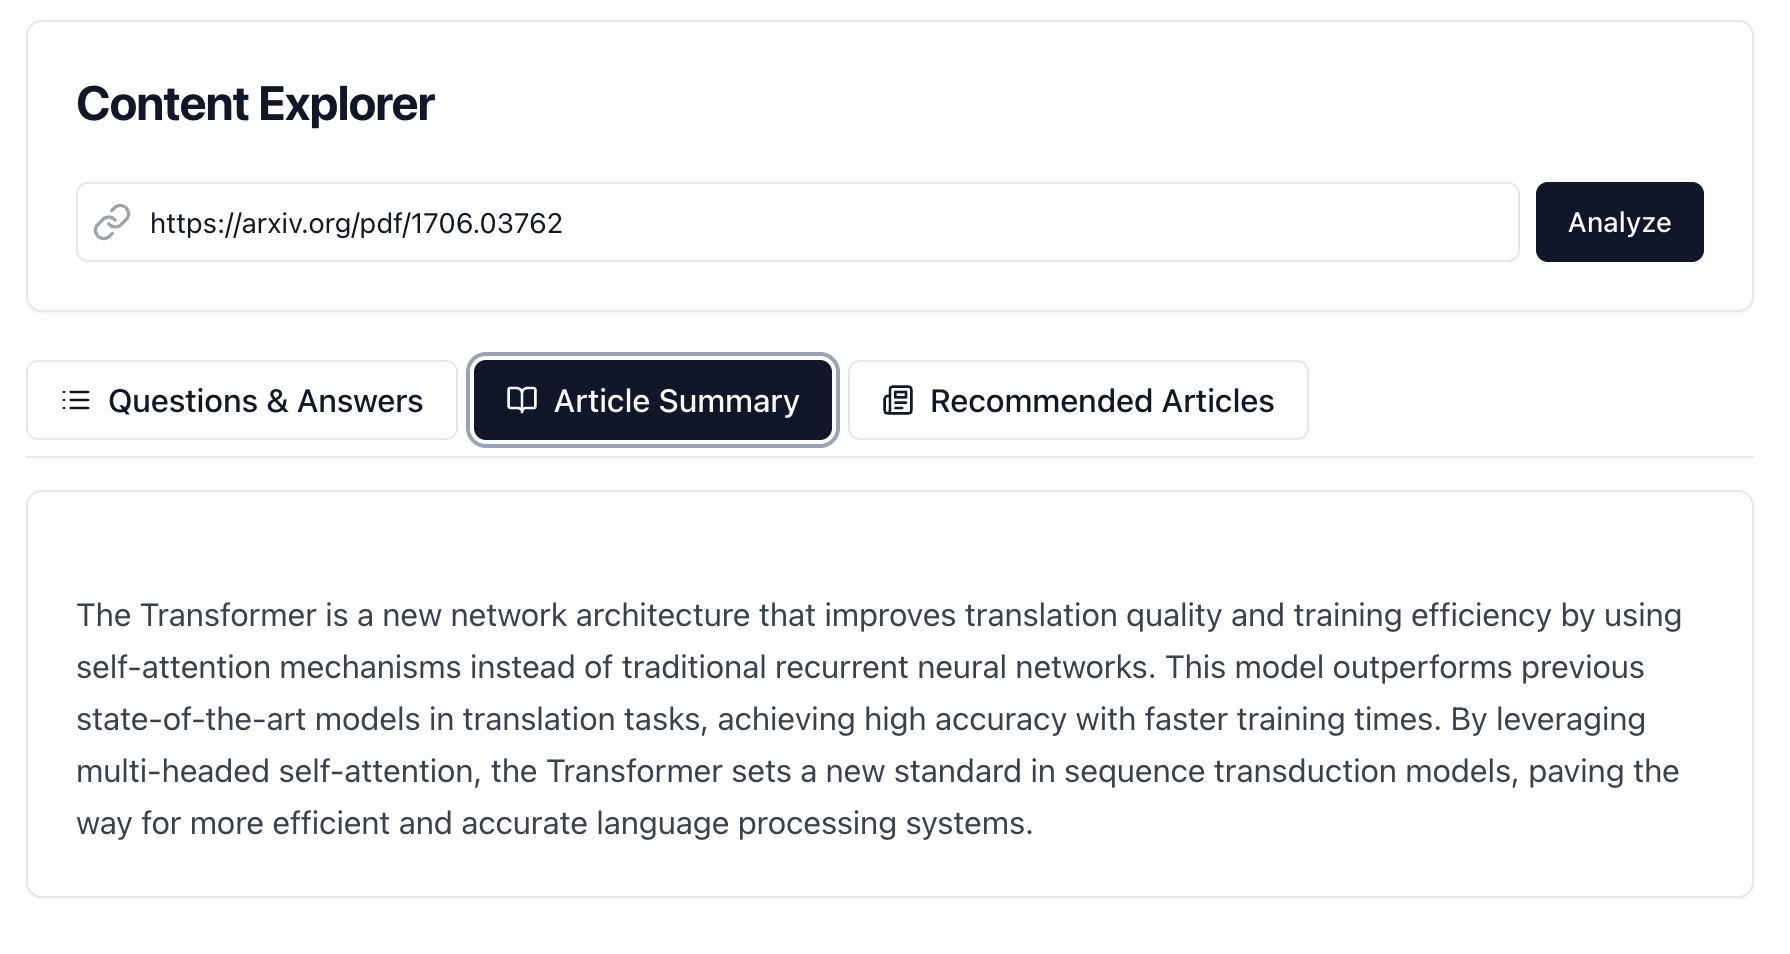 Content Explorer
https://arxiv.org/pdf/1706.03762
Analyze
Questions & Answers
Article Summary
Recommended Articles
The Transformer is a new network architecture that improves translation quality and training efficiency by using
self-attention mechanisms instead of traditional recurrent neural networks. This model outperforms previous
state-of-the-art models in translation tasks, achieving high accuracy with faster training times. By leveraging
multi-headed self-attention, the Transformer sets a new standard in sequence transduction models, paving the
way for more efficient and accurate language processing systems.